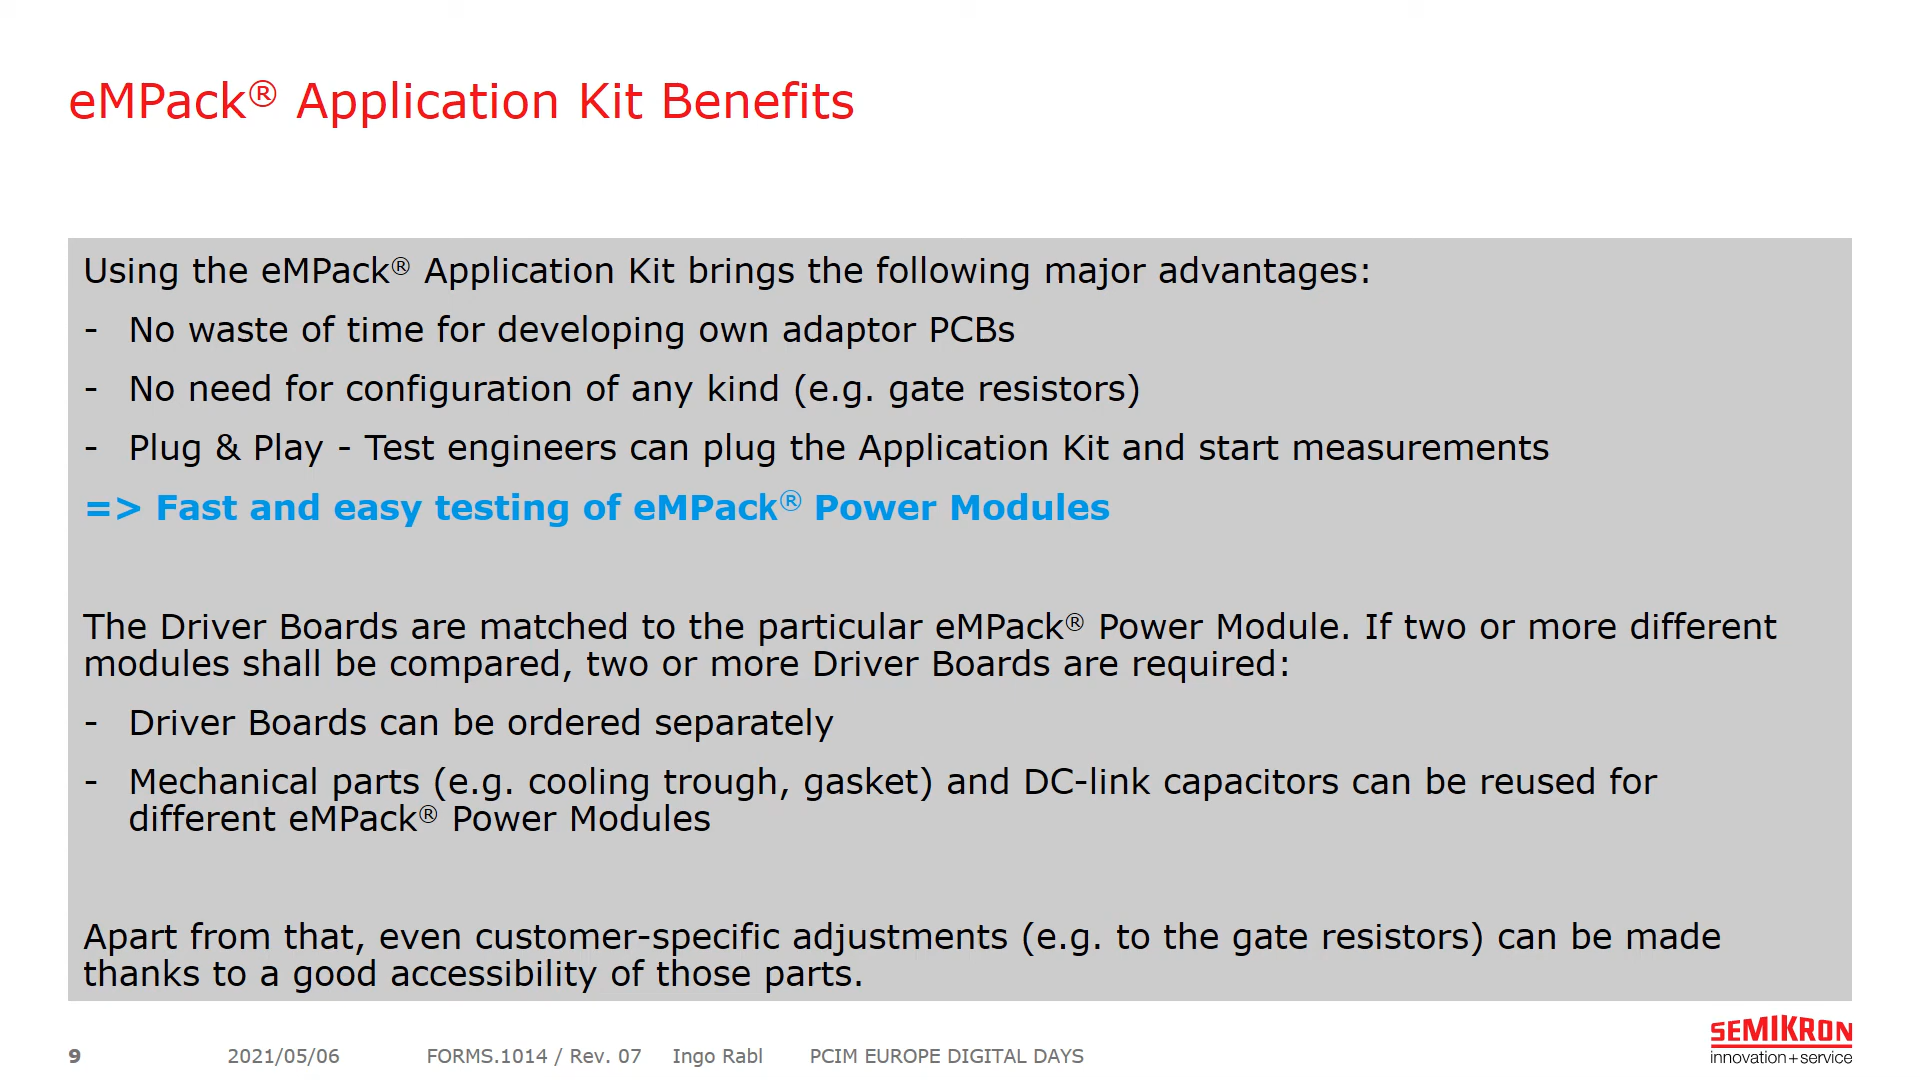 eMPack® Application Kit Benefits
Using the eMPack® Application Kit brings the following major advantages:
- No waste of time for developing own adaptor PCBs
- No need for configuration of any kind (e.g. gate resistors)
- Plug & Play - Test engineers can plug the Application Kit and start measurements
=> Fast and easy testing of eMPack® Power Modules
The Driver Boards are matched to the particular eMPack® Power Module. If two or more different
modules shall be compared, two or more Driver Boards are required:
- Driver Boards can be ordered separately
- Mechanical parts (e.g. cooling trough, gasket) and DC-link capacitors can be reused for
different eMPack® Power Modules
Apart from that, even customer-specific adjustments (e.g. to the gate resistors) can be made
thanks to a good accessibility of those parts.
9 2021/05/06 FORMS.1014 / Rev. 07 Ingo Rabl PCIM EUROPE DIGITAL DAYS
SEMIKRON
innovation+service